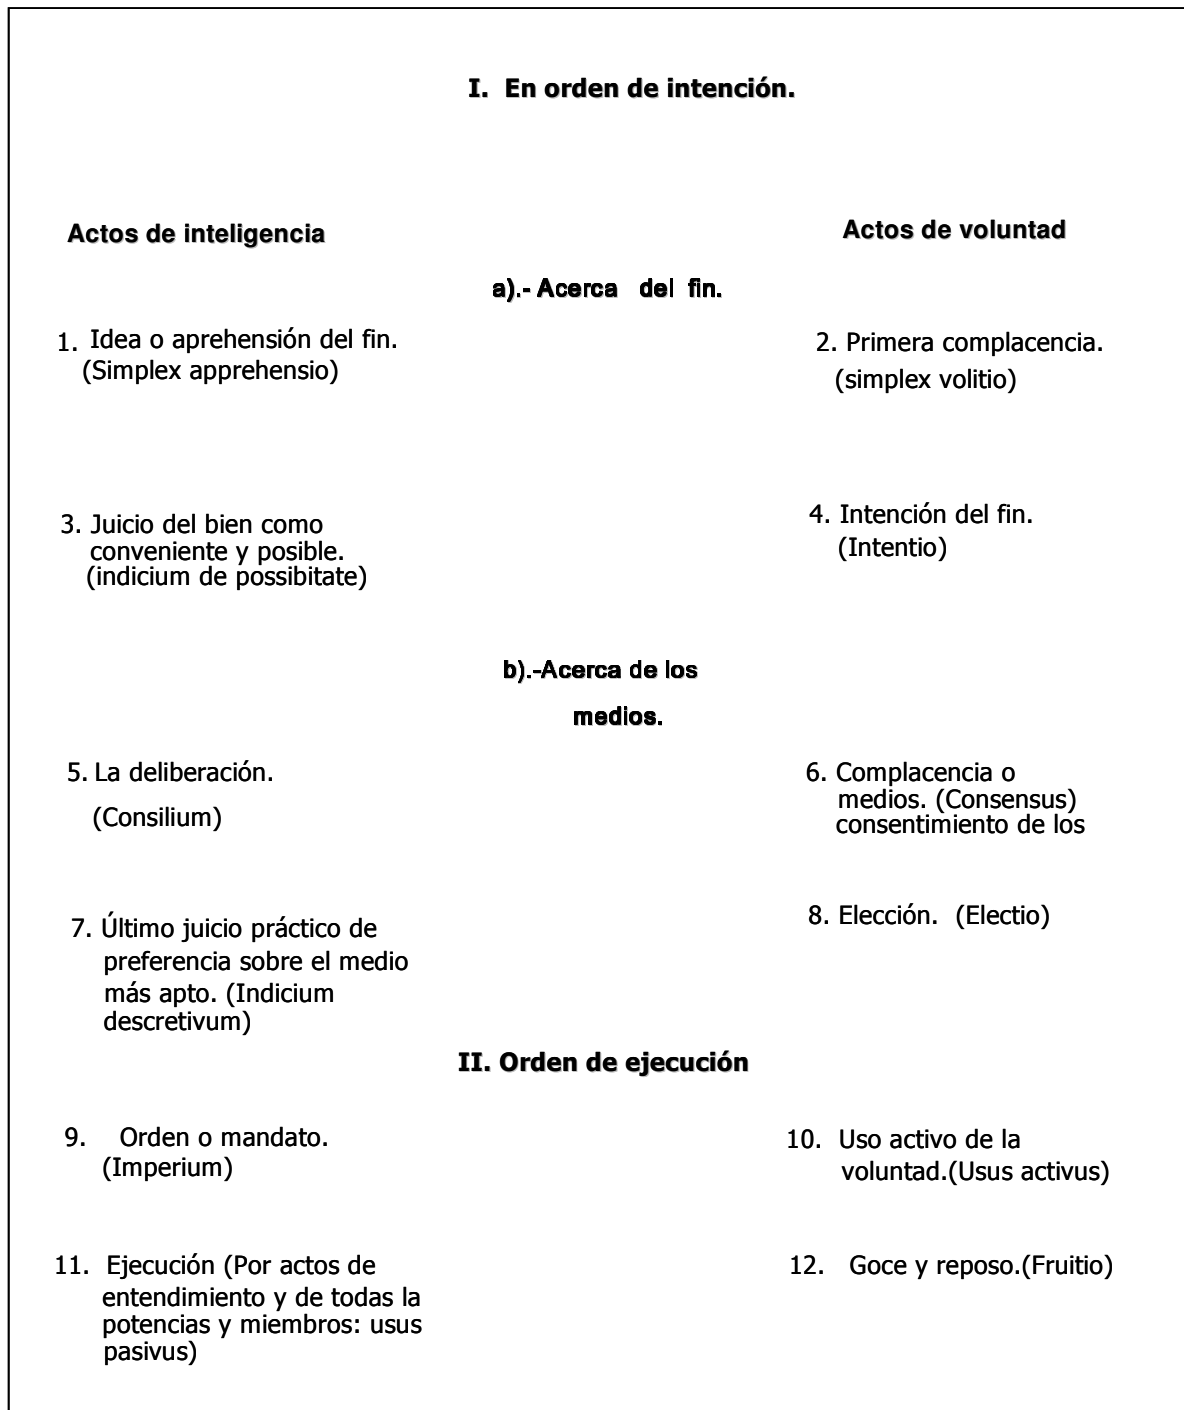 I. En orden de intención.
Actos de inteligencia
Actos de voluntad
a).- Acerca del fin.
1. Idea o aprehensión del fin.
(Simplex apprehensio)
2. Primera complacencia.
(simplex volitio)
3. Juicio del bien como
conveniente y posible.
(indicium de possibitate)
4. Intención del fin.
(Intentio)
b).-Acerca de los
medios.
5. La deliberación.
(Consilium)
6. Complacencia o
medios. (Consensus)
consentimiento de los
7. Último juicio práctico de
preferencia sobre el medio
más apto. (Indicium
descretivum)
8. Elección. (Electio)
II. Orden de ejecución
9. Orden o mandato.
(Imperium)
10. Uso activo de la
voluntad.(Usus activus)
11. Ejecución (Por actos de
entendimiento y de todas la
potencias y miembros: usus
pasivus)
12. Goce y reposo.(Fruitio)